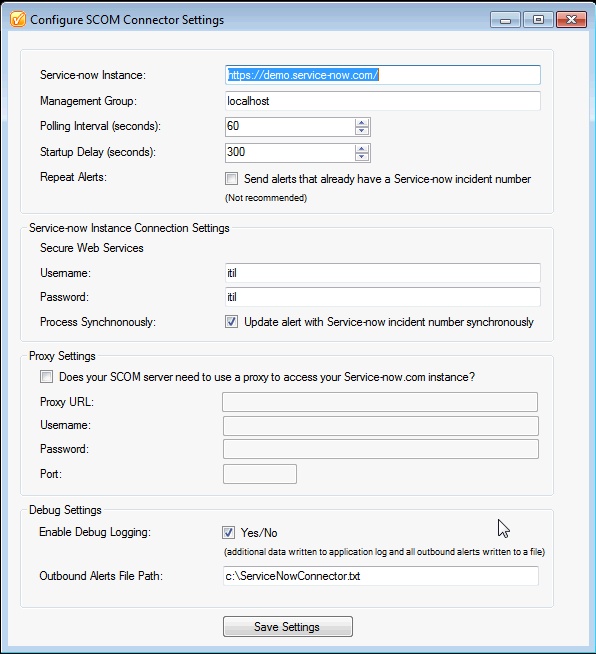 Configure SCOM Connector Settings
Service-now Instance: https://demo.service-now.com/
Management Group: localhost
Polling Interval (seconds): 60
Startup Delay (seconds): 300
Repeat Alerts: Send alerts that already have a Service-now incident number
(Not recommended)
Service-now Instance Connection Settings
Secure Web Services
Username: itil
Password: itil
Process Synchnonously: Update alert with Service-now incident number synchronously
Proxy Settings
Does your SCOM server need to use a proxy to access your Service-now.com instance?
Proxy URL:
Username:
Password:
Port:
Debug Settings
Enable Debug Logging: Yes/No
(additional data written to application log and all outbound alerts written to a file)
Outbound Alerts File Path: c:\ServiceNowConnector.txt
Save Settings